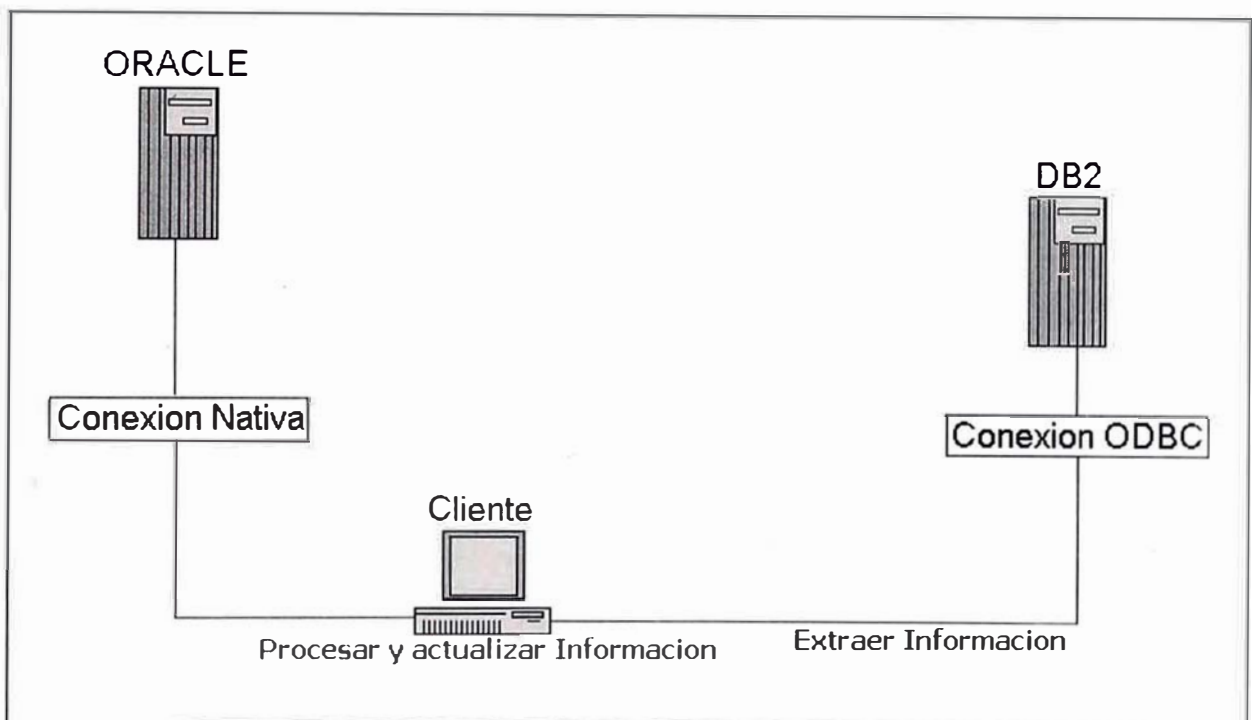 ORACLE
DB2
Conexion Nativa
Conexion ODBC
Cliente
Procesar y actualizar Informacion
Extraer Informacion